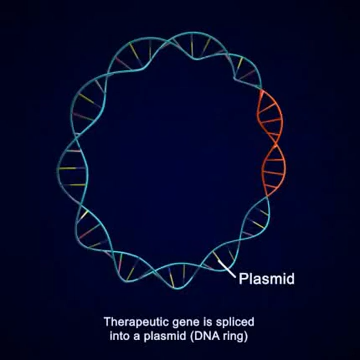 Plasmid
Therapeutic gene is spliced
into a plasmid (DNA ring)